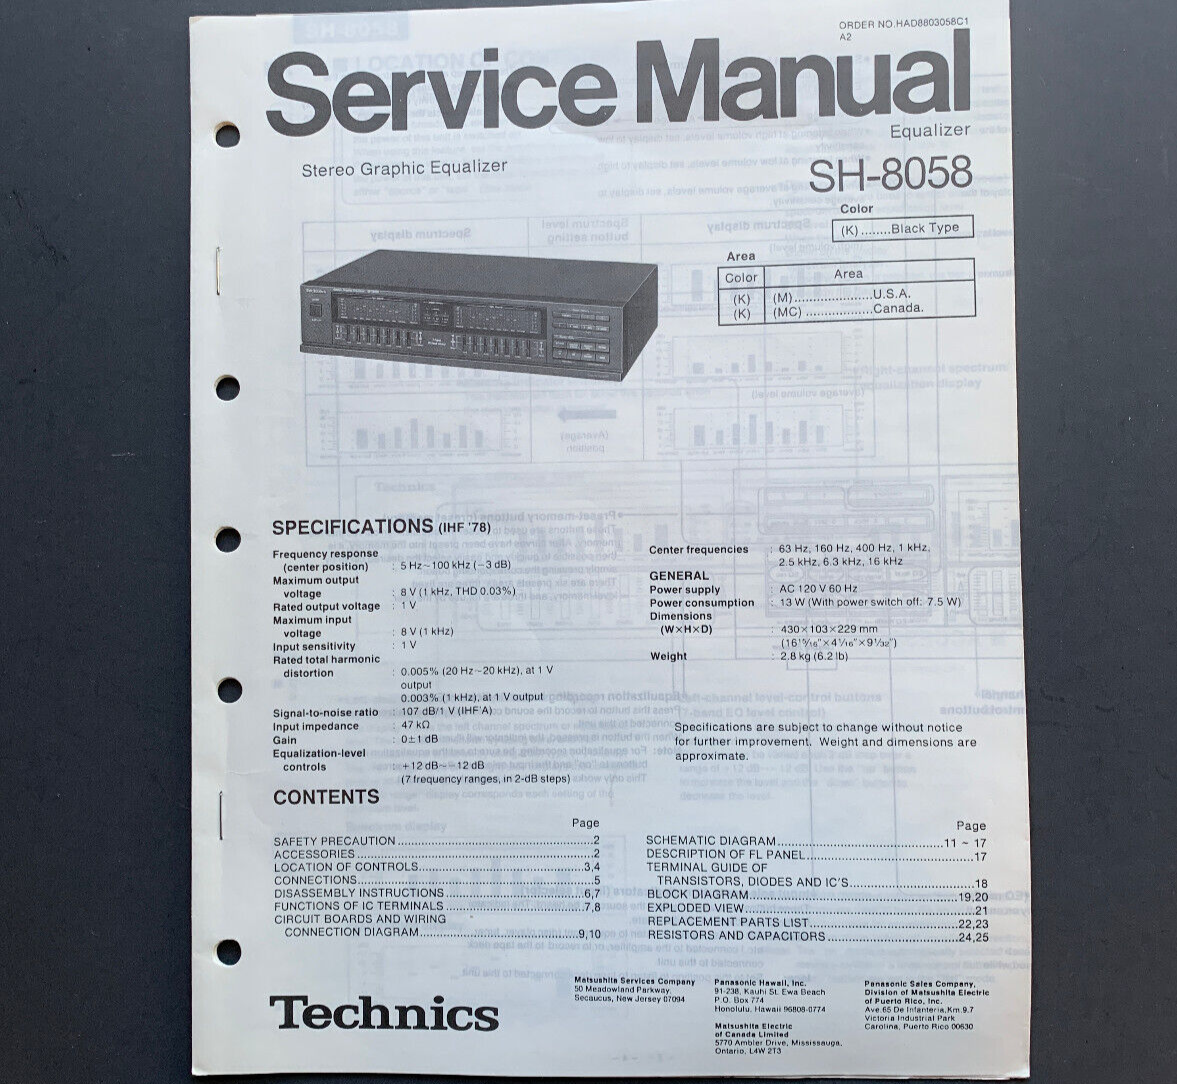 ORDER NO.HAD8803058C1
A2
Service Manual
Equalizer
Stereo Graphic Equalizer
SH-8058
Color
(K)........Black Type
Area
Color Area
(K) (M)......................U.S.A.
(K) (MC) ...................Canada.
SPECIFICATIONS (IHF '78)
Frequency response
(center position) : 5 Hz~100 kHz (−3 dB)
Maximum output
voltage : 8 V (1 kHz, THD 0.03%)
Rated output voltage : 1 V
Maximum input
voltage : 8 V (1 kHz)
Input sensitivity : 1 V
Rated total harmonic
distortion : 0.005% (20 Hz~20 kHz), at 1 V
output
0.003% (1 kHz), at 1 V output
Signal-to-noise ratio : 107 dB/1 V (IHF'A)
Input impedance : 47 kΩ
Gain : 0±1 dB
Equalization-level
controls : +12 dB~−12 dB
(7 frequency ranges, in 2-dB steps)
Center frequencies : 63 Hz, 160 Hz, 400 Hz, 1 kHz,
2.5 kHz, 6.3 kHz, 16 kHz
GENERAL
Power supply : AC 120 V 60 Hz
Power consumption : 13 W (With power switch off: 7.5 W)
Dimensions
(W×H×D) : 430×103×229 mm
(16 15/16"×4 1/16"×9 1/32")
Weight : 2.8 kg (6.2 lb)
Specifications are subject to change without notice
for further improvement. Weight and dimensions are
approximate.
CONTENTS
Page
SAFETY PRECAUTION....................................................2
ACCESSORIES...............................................................2
LOCATION OF CONTROLS............................................3,4
CONNECTIONS..............................................................5
DISASSEMBLY INSTRUCTIONS.....................................6,7
FUNCTIONS OF IC TERMINALS.....................................7,8
CIRCUIT BOARDS AND WIRING
CONNECTION DIAGRAM..........................................9,10
Page
SCHEMATIC DIAGRAM............................................11 ~ 17
DESCRIPTION OF FL PANEL.............................................17
TERMINAL GUIDE OF
TRANSISTORS, DIODES AND IC'S..................................18
BLOCK DIAGRAM........................................................19,20
EXPLODED VIEW............................................................21
REPLACEMENT PARTS LIST..........................................22,23
RESISTORS AND CAPACITORS.....................................24,25
Technics
Matsushita Services Company
50 Meadowland Parkway,
Secaucus, New Jersey 07094
Panasonic Hawaii, Inc.
91-238, Kauhi St. Ewa Beach
P.O. Box 774
Honolulu, Hawaii 96808-0774
Matsushita Electric
of Canada Limited
5770 Ambler Drive, Mississauga,
Ontario, L4W 2T3
Panasonic Sales Company,
Division of Matsushita Electric
of Puerto Rico, Inc.
Ave.65 De Infanteria,Km.9.7
Victoria Industrial Park
Carolina, Puerto Rico 00630